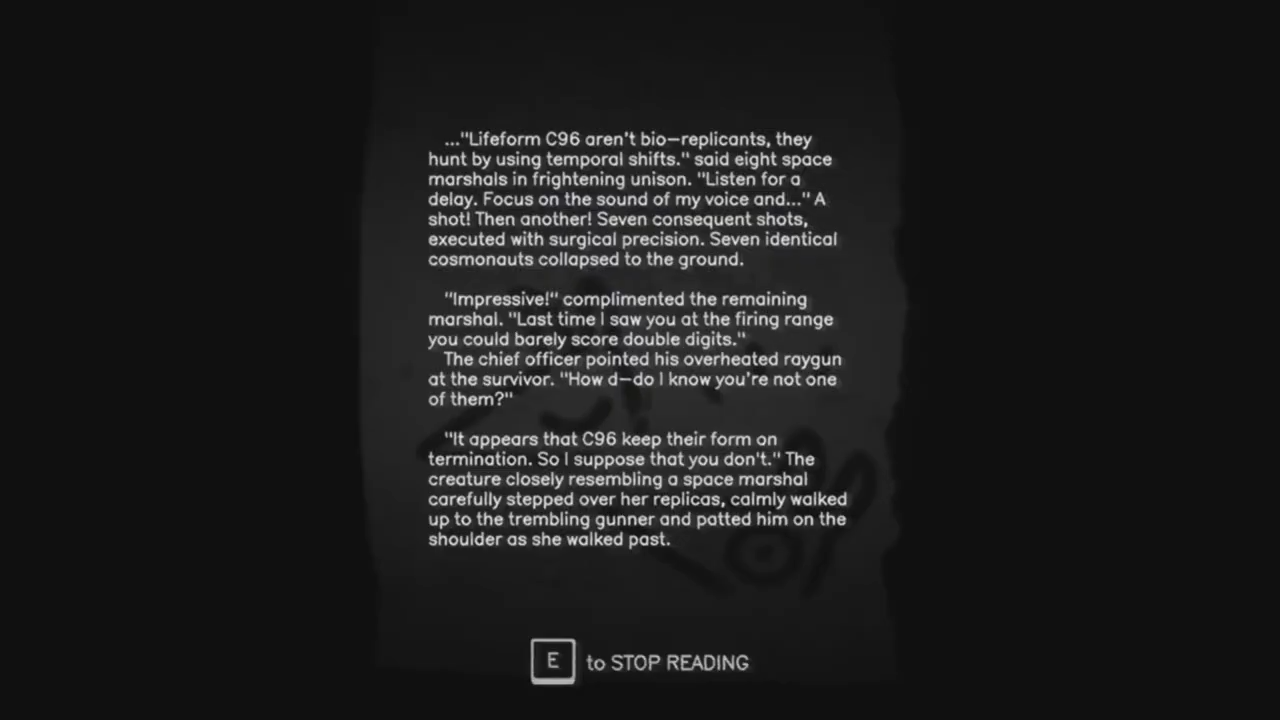 ..."Lifeform C96 aren't bio—replicants, they
hunt by using temporal shifts." said eight space
marshals in frightening unison. "Listen for a
delay. Focus on the sound of my voice and..." A
shot! Then another! Seven consequent shots,
executed with surgical precision. Seven identical
cosmonauts collapsed to the ground.
"Impressive!" complimented the remaining
marshal. "Last time I saw you at the firing range
you could barely score double digits."
The chief officer pointed his overheated raygun
at the survivor. "How d—do I know you're not one
of them?"
"It appears that C96 keep their form on
termination. So I suppose that you don't." The
creature closely resembling a space marshal
carefully stepped over her replicas, calmly walked
up to the trembling gunner and patted him on the
shoulder as she walked past.
E to STOP READING